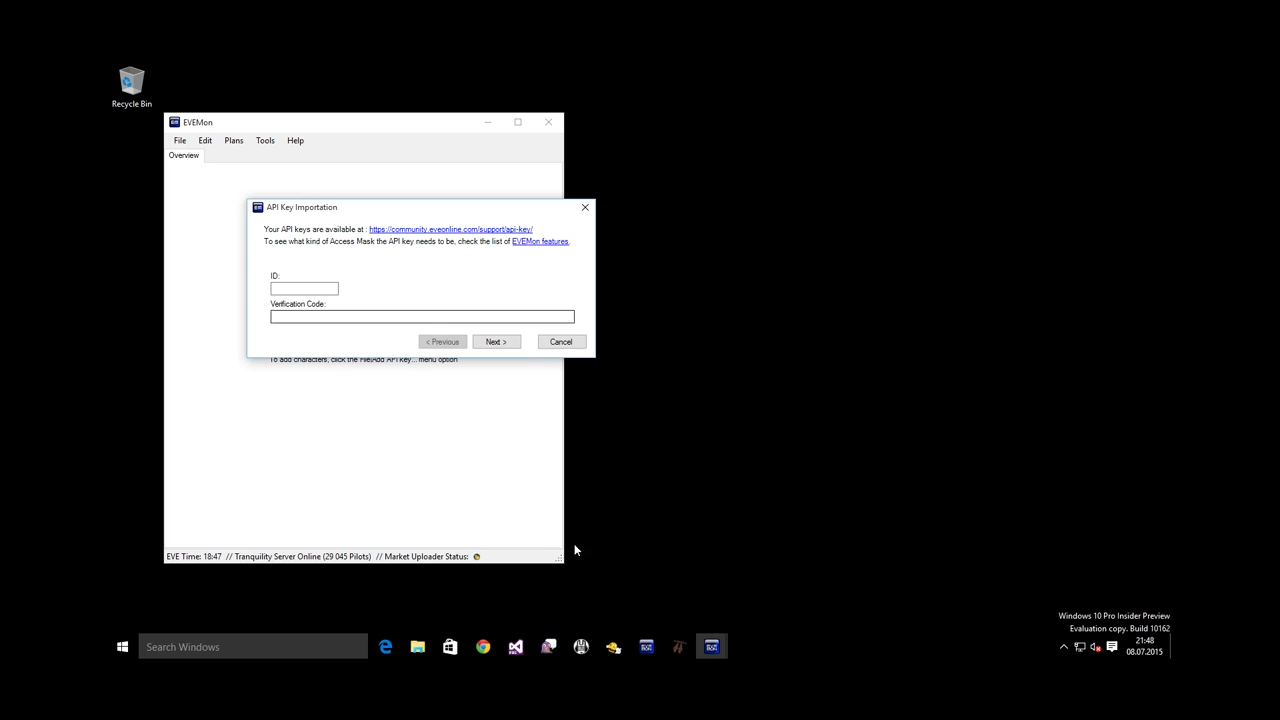 Recycle Bin
EVEMon
File Edit Plans Tools Help
Overview
API Key Importation
Your API keys are available at : https://community.eveonline.com/support/api-key/
To see what kind of Access Mask the API key needs to be, check the list of EVEMon features.
ID:
Verification Code:
< Previous Next > Cancel
To add characters, click the File\Add API key... menu option
EVE Time: 18:47 // Tranquility Server Online (29 045 Pilots) // Market Uploader Status:
Windows 10 Pro Insider Preview
Evaluation copy. Build 10162
Search Windows
21:48
08.07.2015